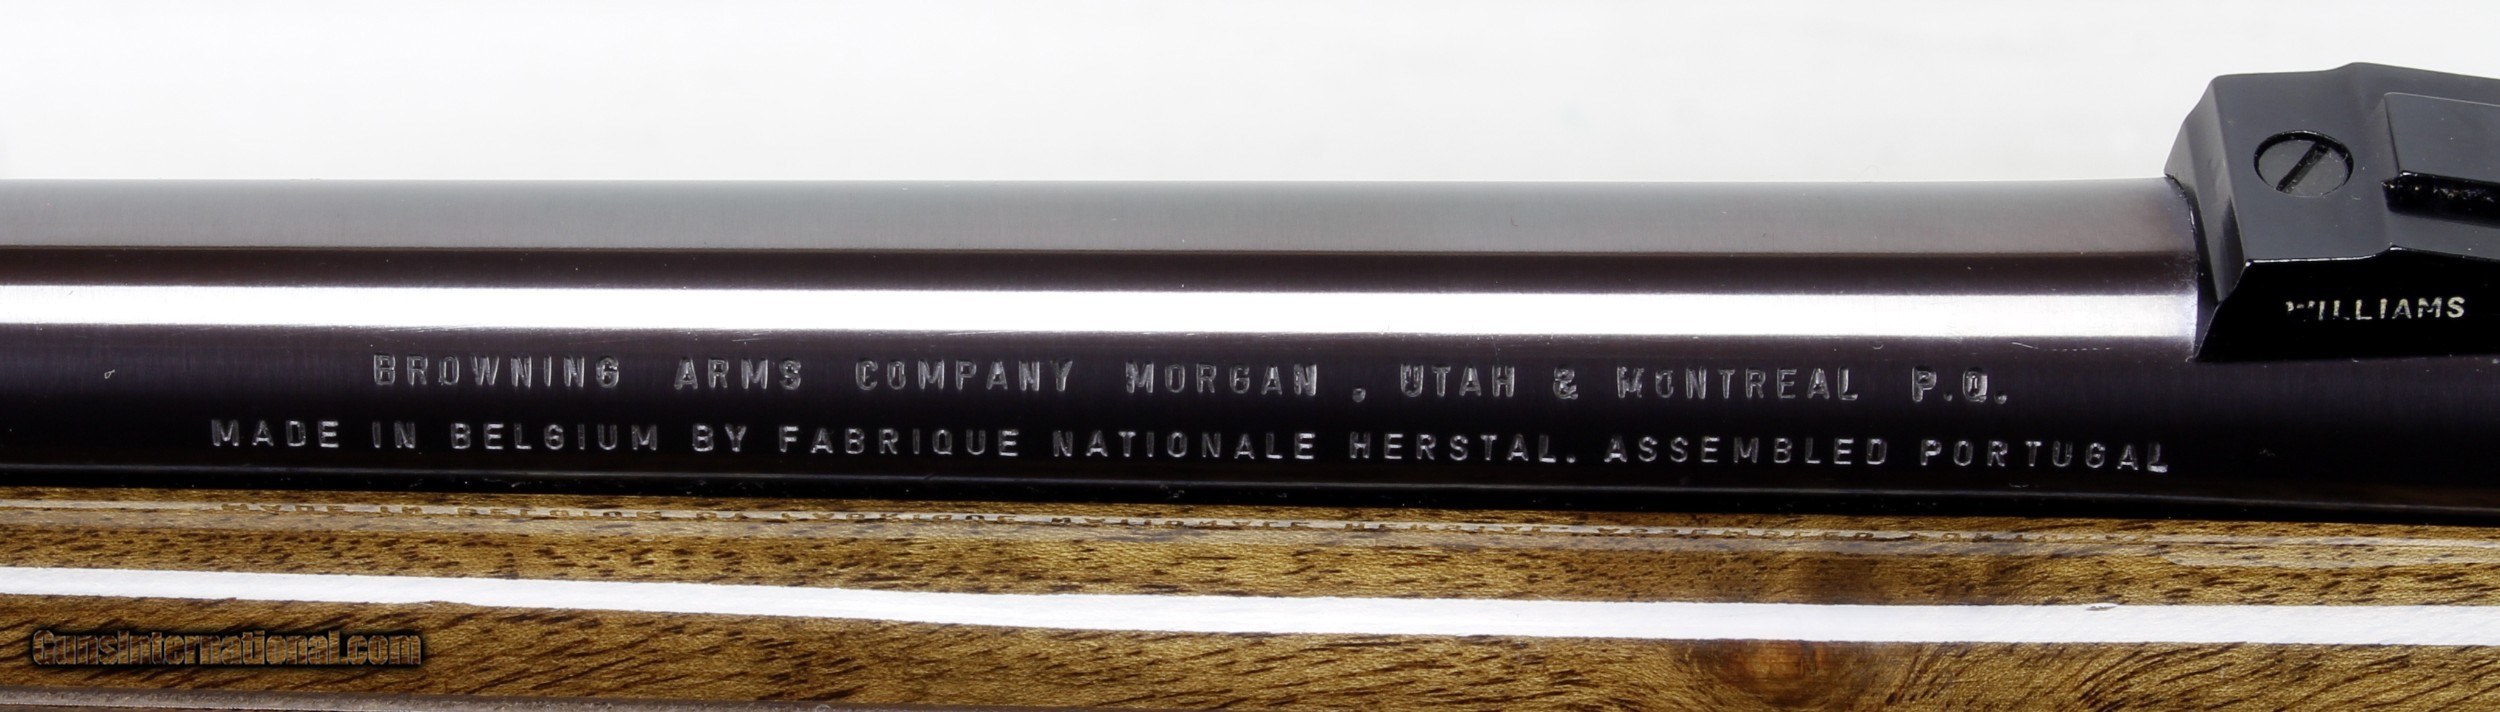 WILLIAMS
BROWNING ARMS COMPANY MORGAN, UTAH & MONTREAL P.Q.
MADE IN BELGIUM BY FABRIQUE NATIONALE HERSTAL. ASSEMBLED PORTUGAL
GunsInternational.com